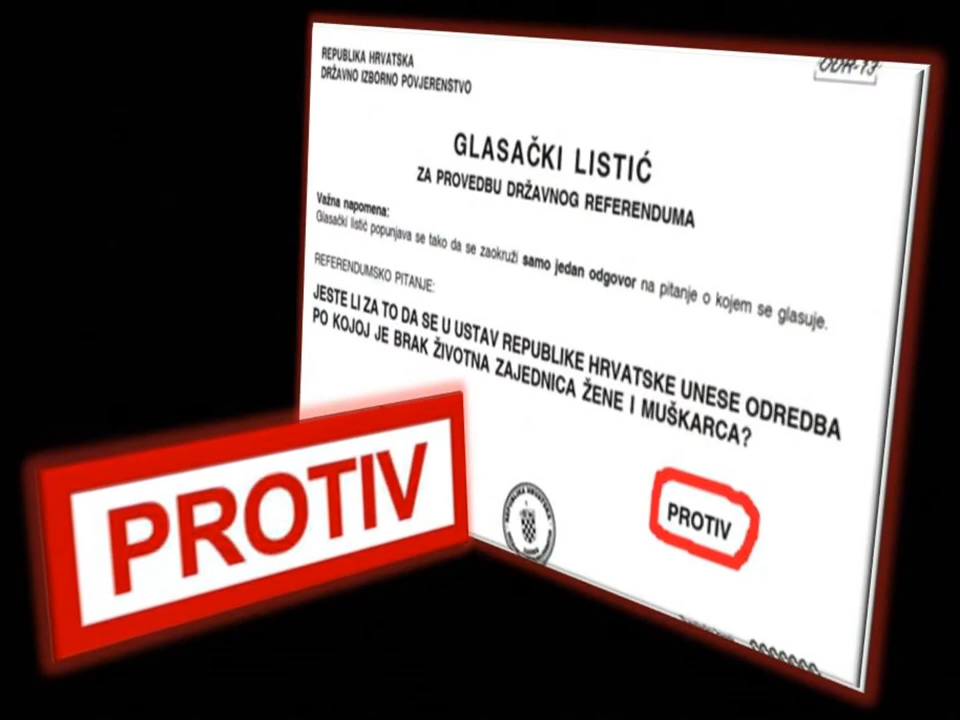 REPUBLIKA HRVATSKA
DRŽAVNO IZBORNO POVJERENSTVO
GLASAČKI LISTIĆ
ZA PROVEDBU DRŽAVNOG REFERENDUMA
Važna napomena:
Glasački listić popunjava se tako da se zaokruži samo jedan odgovor na pitanje o kojem se glasuje.
REFERENDUMSKO PITANJE:
JESTE LI ZA TO DA SE U USTAV REPUBLIKE HRVATSKE UNESE ODREDBA
PO KOJOJ JE BRAK ŽIVOTNA ZAJEDNICA ŽENE I MUŠKARCA?
PROTIV
REPUBLIKA HRVATSKA
PROTIV